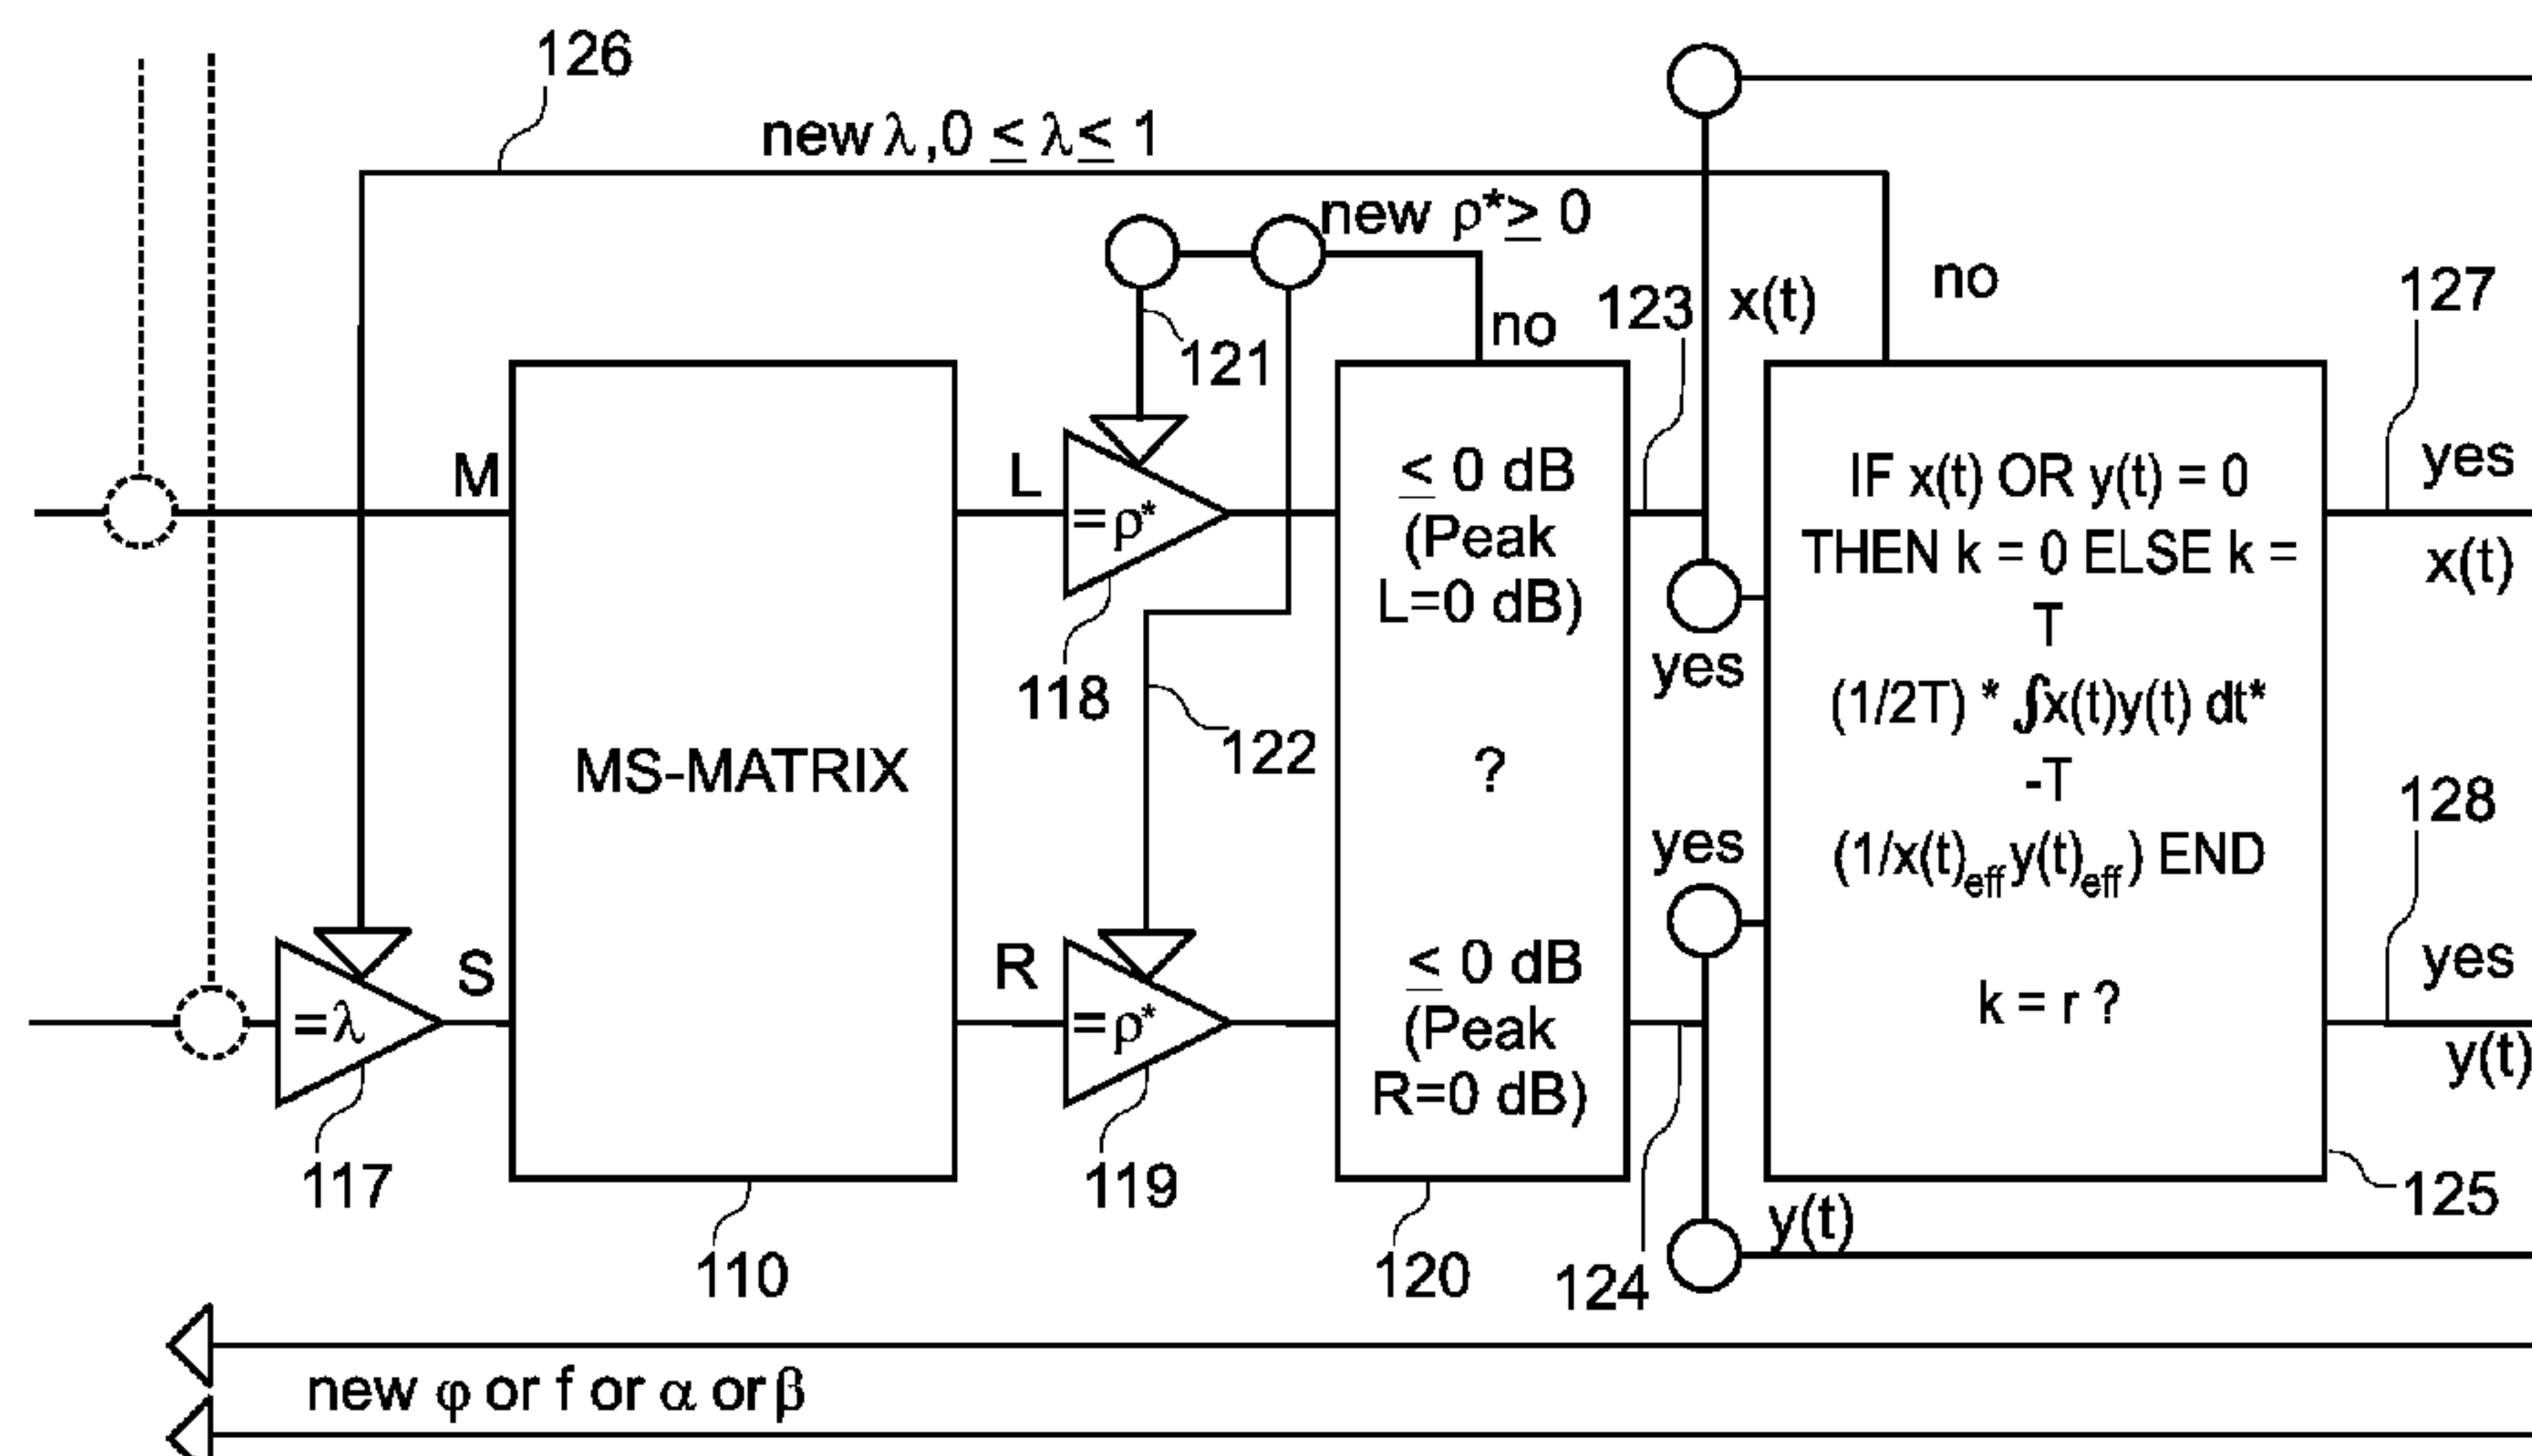 126
new λ ,0 ≤ λ ≤ 1
new ρ* ≥ 0
no
123
x(t)
no
127
121
M
L
=ρ*
≤ 0 dB
(Peak
L=0 dB)
IF x(t) OR y(t) = 0
THEN k = 0 ELSE k =
T
(1/2T) * ∫x(t)y(t) dt*
-T
(1/x(t)eff y(t)eff ) END
k = r ?
yes
x(t)
yes
118
122
MS-MATRIX
?
yes
128
S
=λ
R
=ρ*
≤ 0 dB
(Peak
R=0 dB)
yes
y(t)
117
119
125
y(t)
110
120
124
new φ or f or α or β